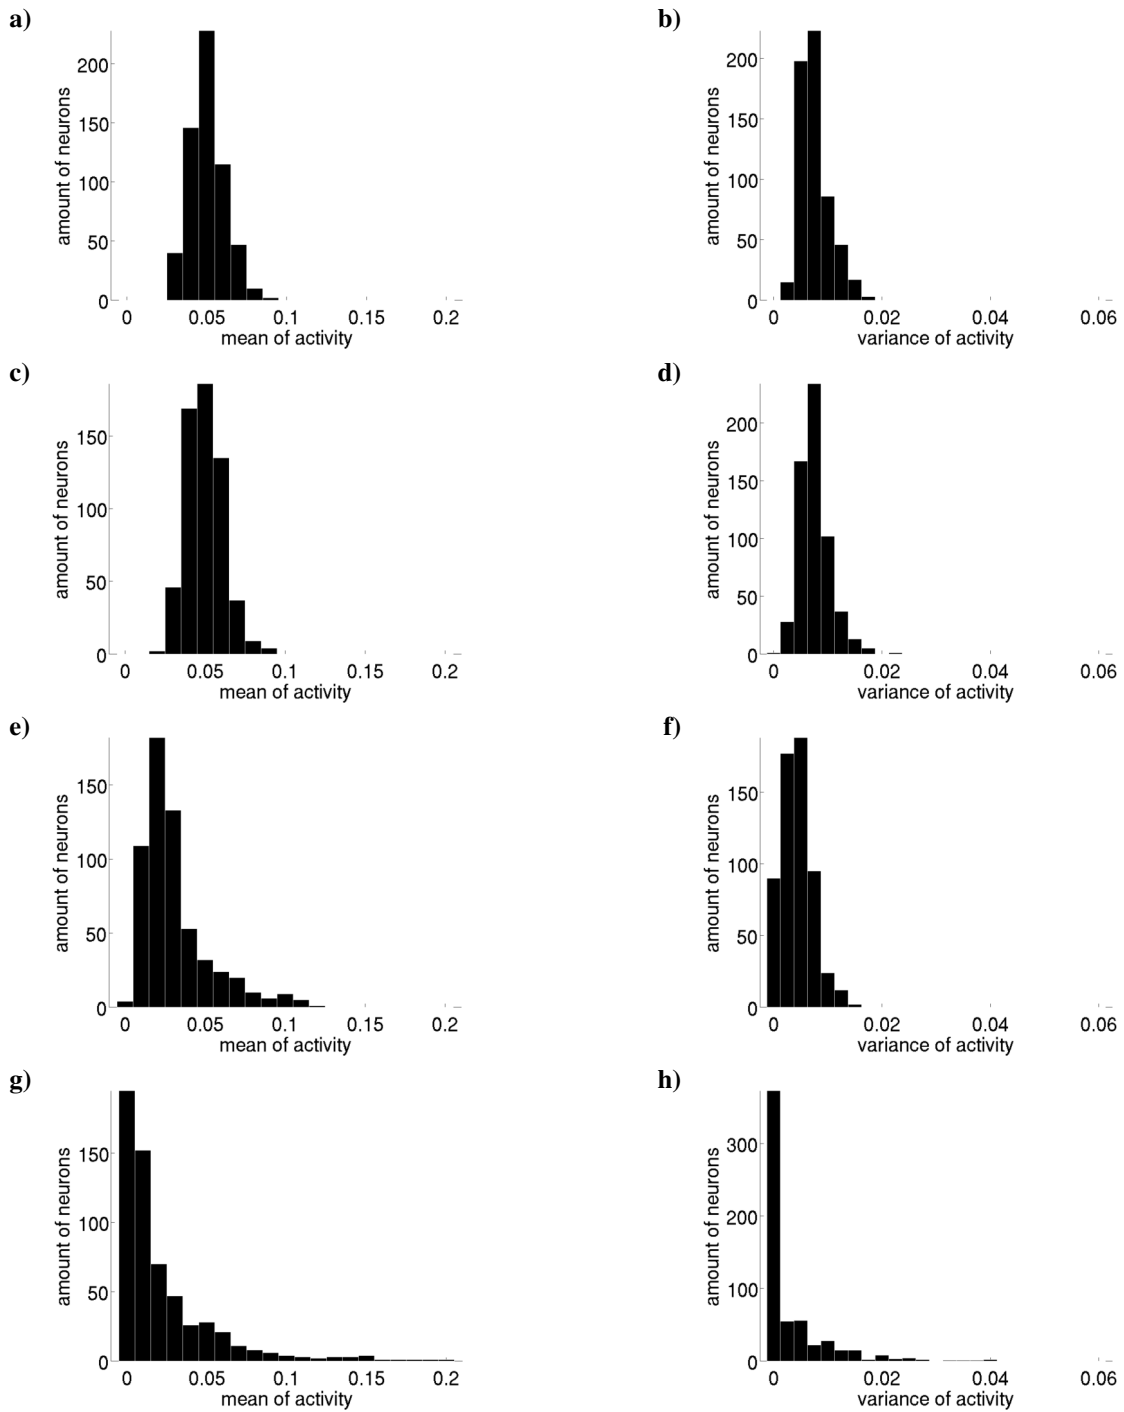 a)
amount of neurons
200
150
100
50
0
0 0.05 0.1 0.15 0.2
mean of activity
b)
amount of neurons
200
150
100
50
0
0 0.02 0.04 0.06
variance of activity
c)
amount of neurons
150
100
50
0
0 0.05 0.1 0.15 0.2
mean of activity
d)
amount of neurons
200
150
100
50
0
0 0.02 0.04 0.06
variance of activity
e)
amount of neurons
150
100
50
0
0 0.05 0.1 0.15 0.2
mean of activity
f)
amount of neurons
150
100
50
0
0 0.02 0.04 0.06
variance of activity
g)
amount of neurons
150
100
50
0
0 0.05 0.1 0.15 0.2
mean of activity
h)
amount of neurons
300
200
100
0
0 0.02 0.04 0.06
variance of activity